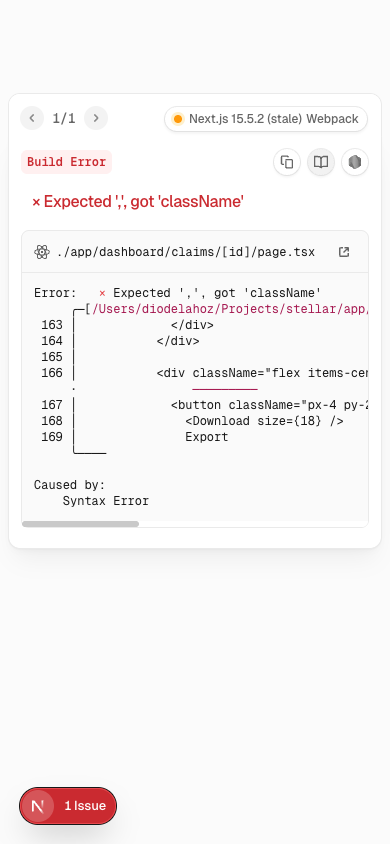 1/1
Next.js 15.5.2 (stale) Webpack
Build Error
× Expected ',', got 'className'
./app/dashboard/claims/[id]/page.tsx
Error:   × Expected ',', got 'className'
╭─[/Users/diodelahoz/Projects/stellar/app/
163 │             </div>
164 │           </div>
165 │
166 │           <div className="flex items-cen
·                ─────────
167 │             <button className="px-4 py-2
168 │               <Download size={18} />
169 │               Export
╰────
Caused by:
    Syntax Error
1 Issue